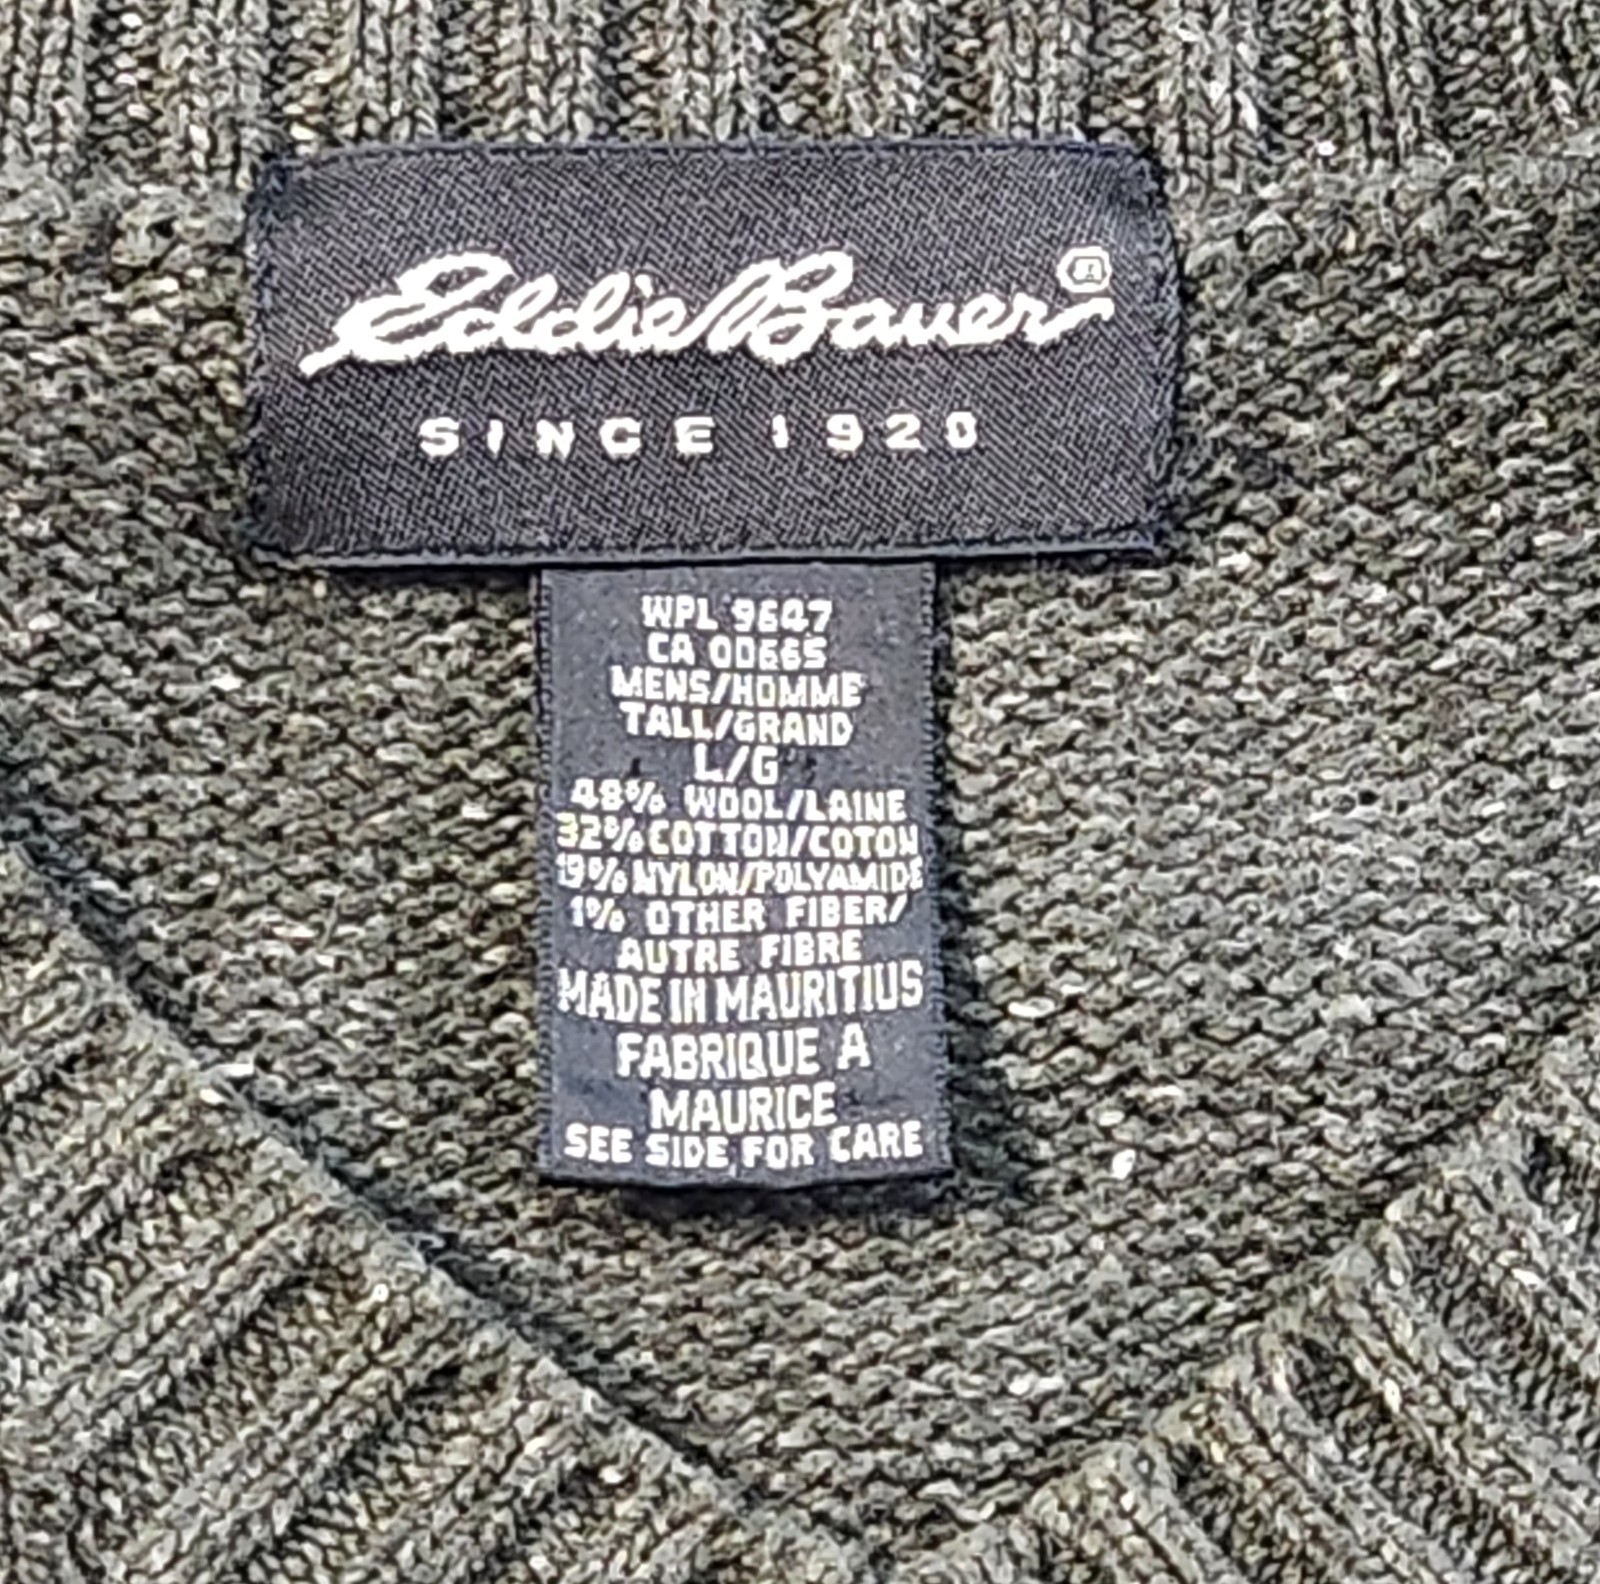 Eddie Bauer®
SINCE 1920
WPL 9647
CA 00665
MENS/HOMME
TALL/GRAND
L/G
48% WOOL/LAINE
32% COTTON/COTON
19% NYLON/POLYAMIDE
1% OTHER FIBER/
AUTRE FIBRE
MADE IN MAURITIUS
FABRIQUE A
MAURICE
SEE SIDE FOR CARE